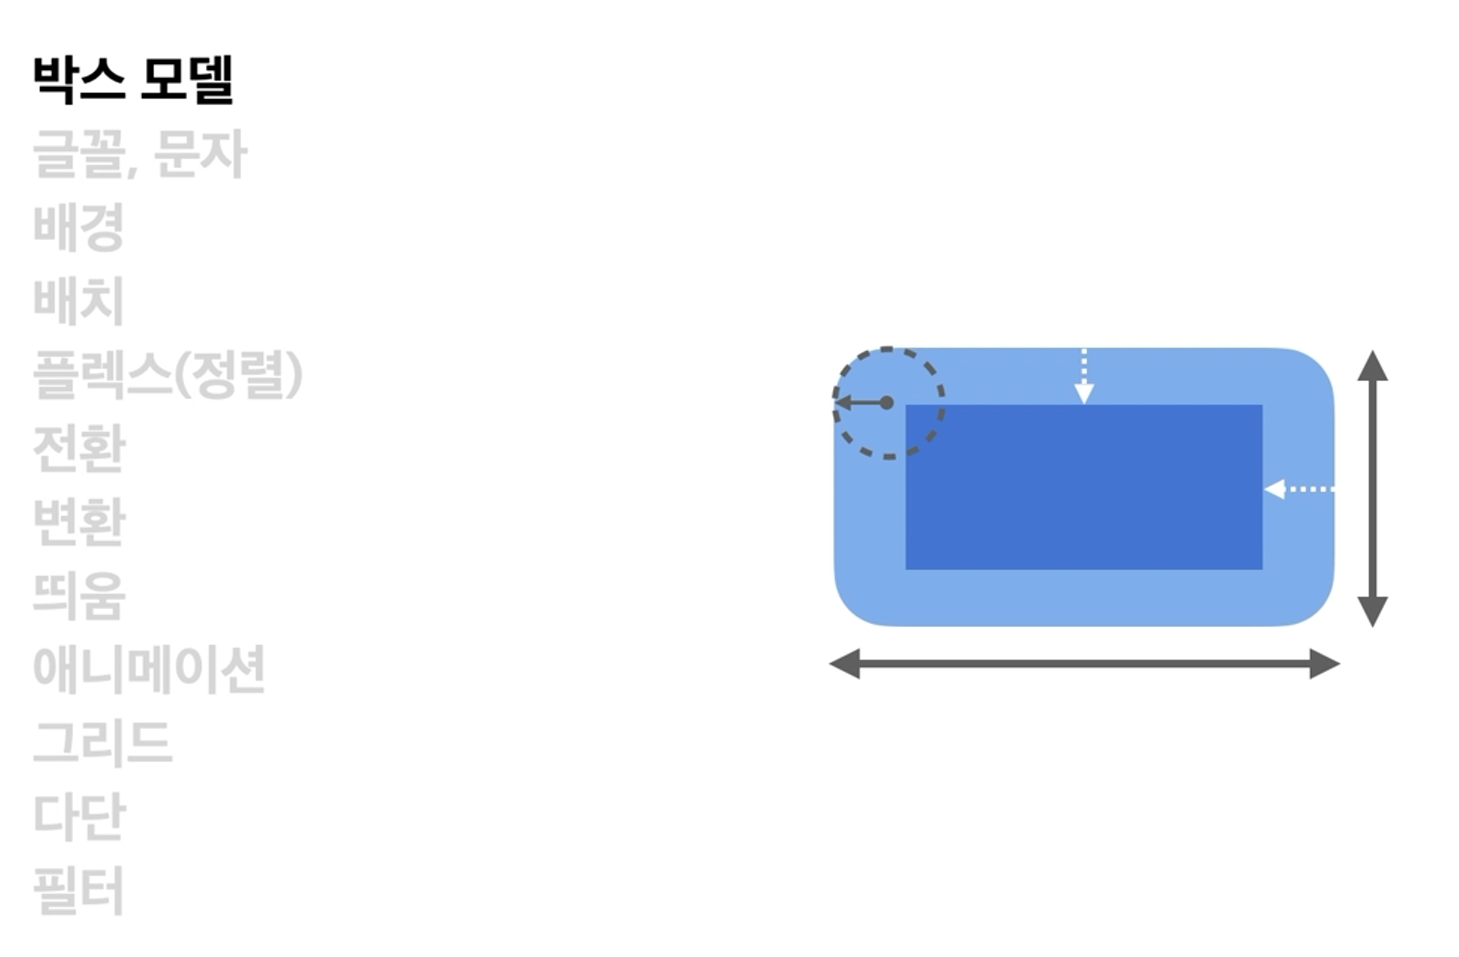 박스 모델
글꼴, 문자
배경
배치
플렉스(정렬)
전환
변환
띄움
애니메이션
그리드
다단
필터